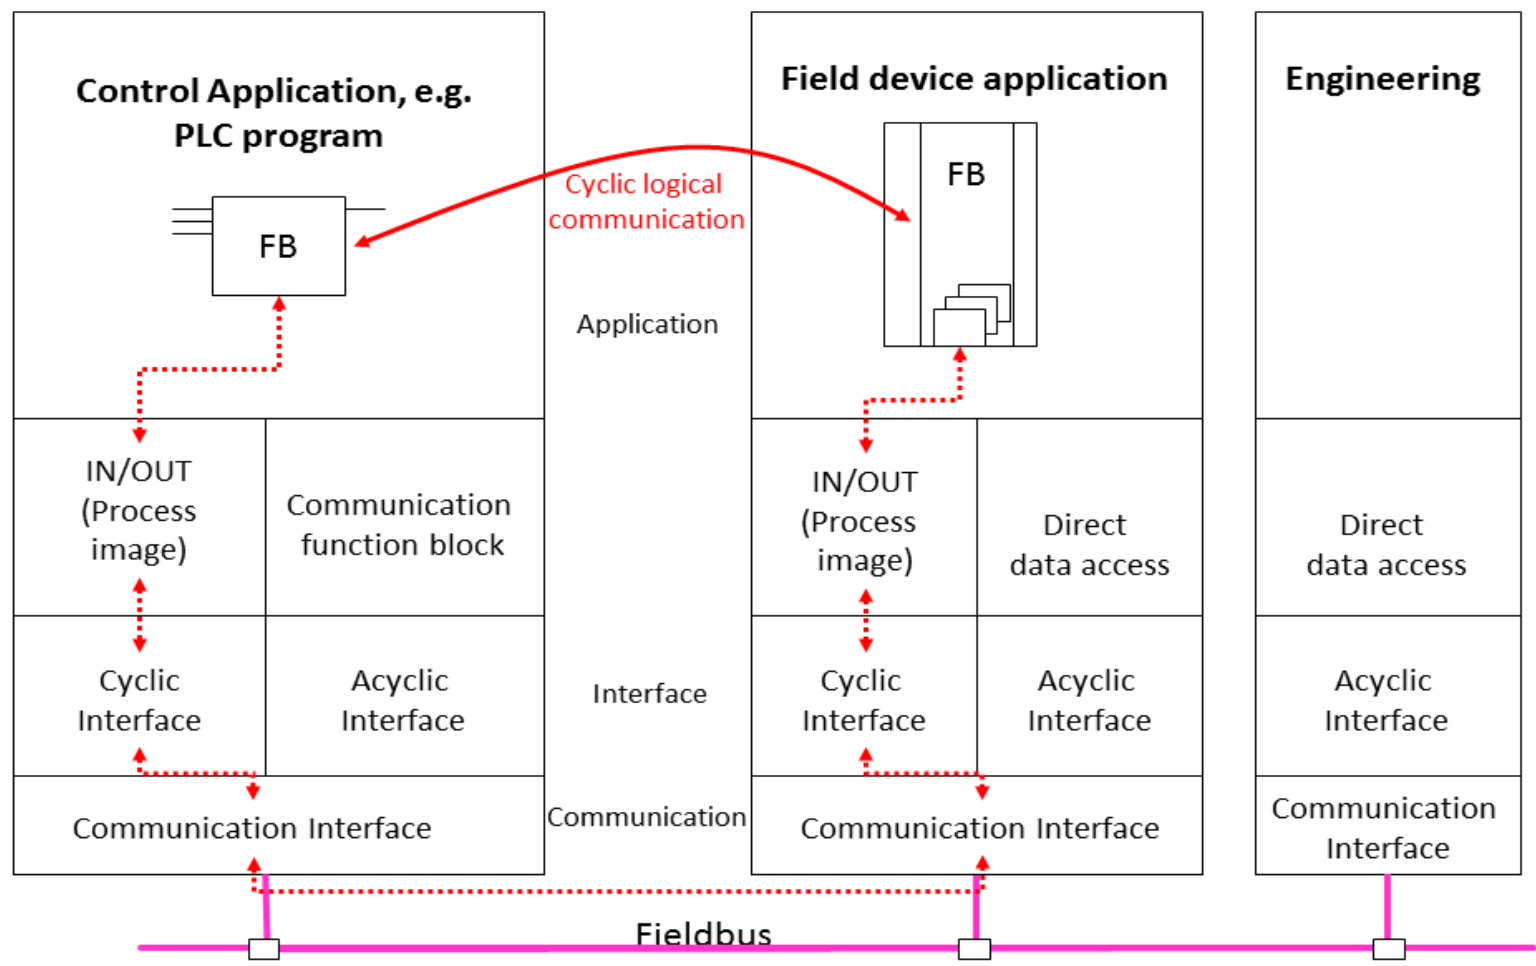 Control Application, e.g.
PLC program
FB
Cyclic logical
communication
Field device application
FB
Engineering
Application
IN/OUT
(Process
image)
Communication
function block
IN/OUT
(Process
image)
Direct
data access
Direct
data access
Cyclic
Interface
Acyclic
Interface
Interface
Cyclic
Interface
Acyclic
Interface
Acyclic
Interface
Communication Interface
Communication
Communication Interface
Communication
Interface
Fieldbus